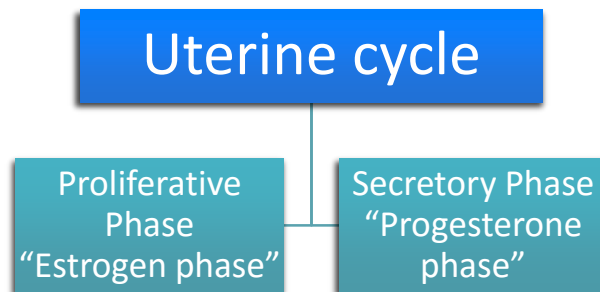 Uterine cycle
Proliferative
Phase
“Estrogen phase”
Secretory Phase
“Progesterone
phase”